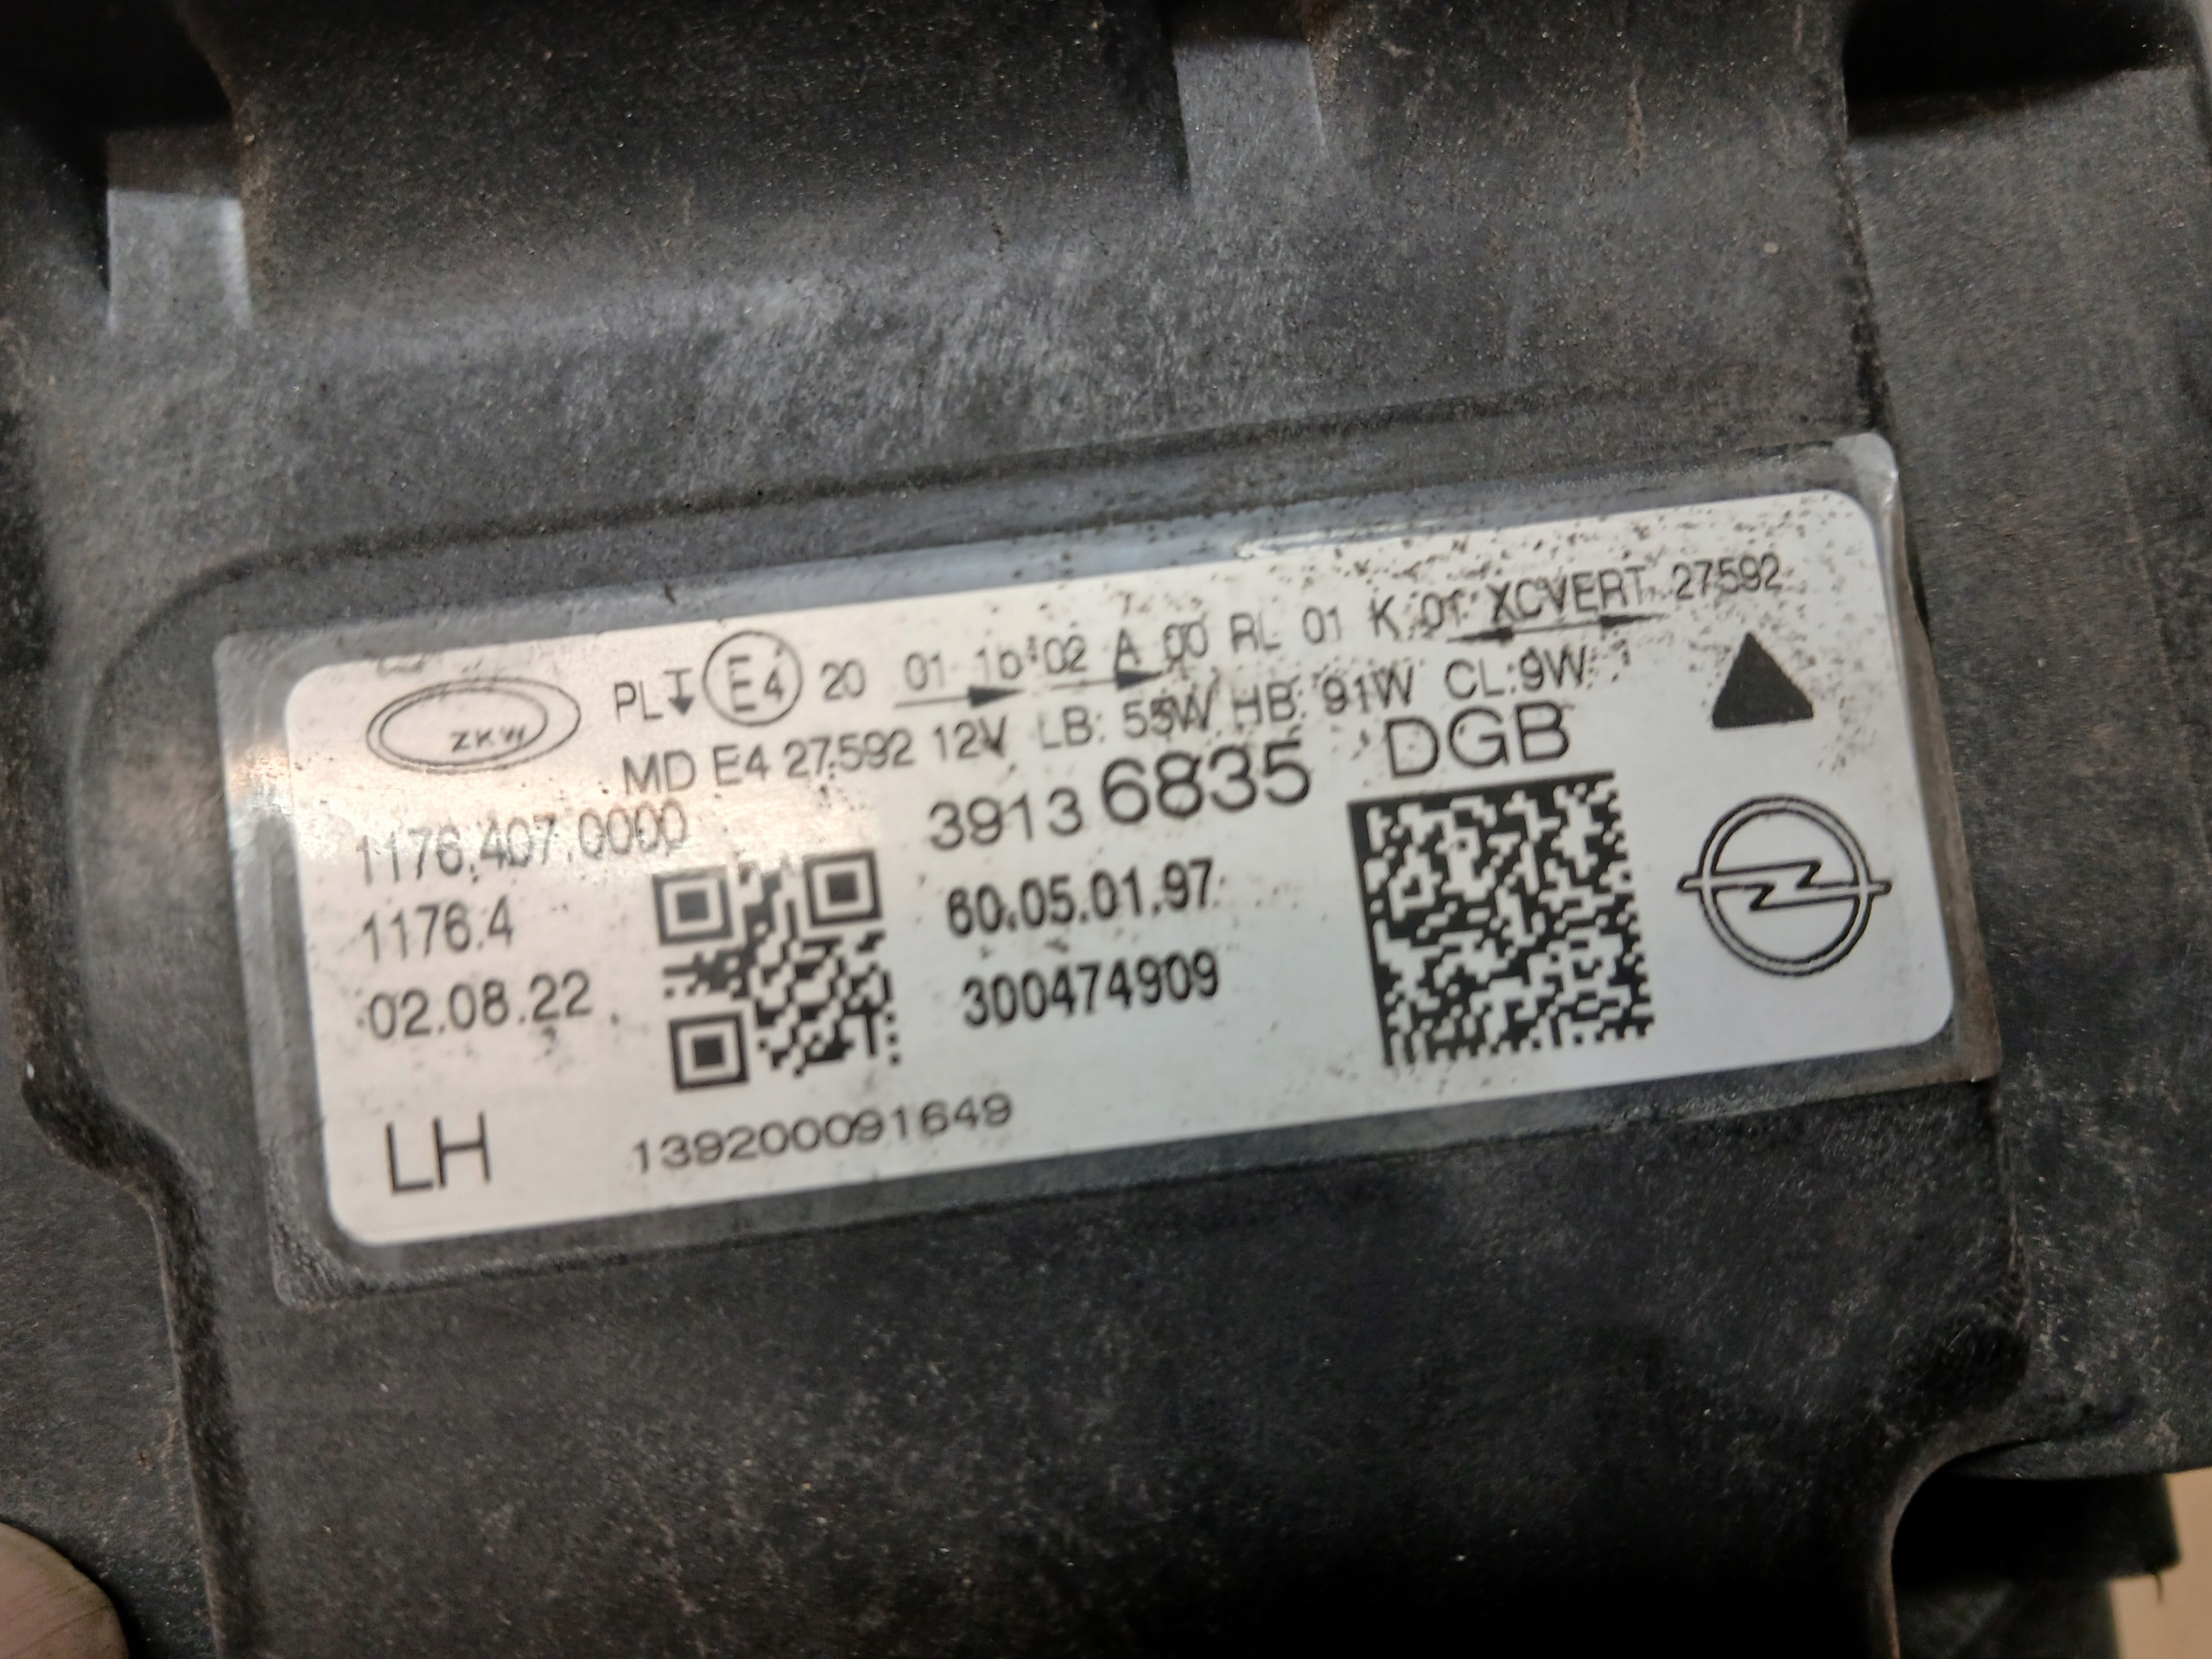 ZKW PL E4 20 01 1b 02 A 00 RL 01 K 01 XCVERT 27592
MD E4 27592 12V LB: 55W HB: 91W CL:9W
1176.407.0000 39136835 DGB
1176.4 60.05.01.97
02.08.22 300474909
LH 139200091649